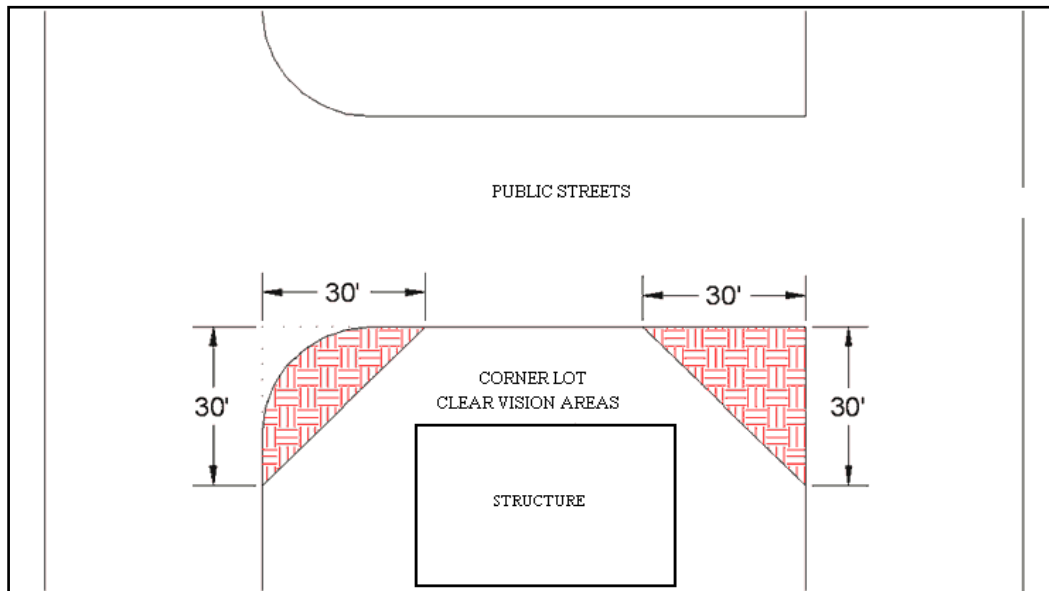 PUBLIC STREETS
30'
30'
30'
30'
CORNER LOT
CLEAR VISION AREAS
STRUCTURE